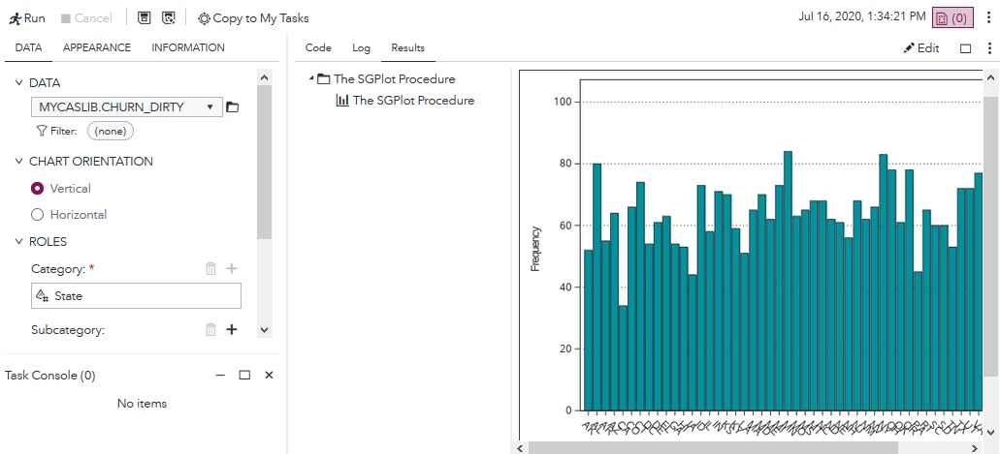 Run Cancel Copy to My Tasks Jul 16, 2020, 1:34:21 PM (0)
DATA APPEARANCE INFORMATION
Code Log Results Edit
DATA
MYCASLIB.CHURN_DIRTY
Filter: (none)
CHART ORIENTATION
Vertical
Horizontal
ROLES
Category: *
State
Subcategory:
Task Console (0)
No items
The SGPlot Procedure
The SGPlot Procedure
Frequency
100
80
60
40
20
0